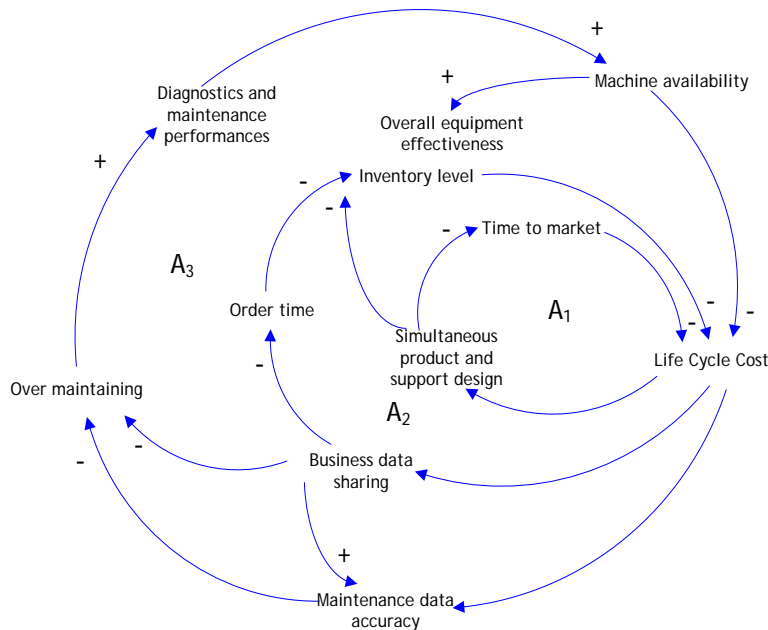 +
+
Machine availability
+
Diagnostics and
maintenance
performances
Overall equipment
effectiveness
+
-
Inventory level
-
-
Time to market
A3
Order time
A1
-
-
-
Simultaneous
product and
support design
Life Cycle Cost
-
Over maintaining
A2
-
-
Business data
sharing
+
Maintenance data
accuracy